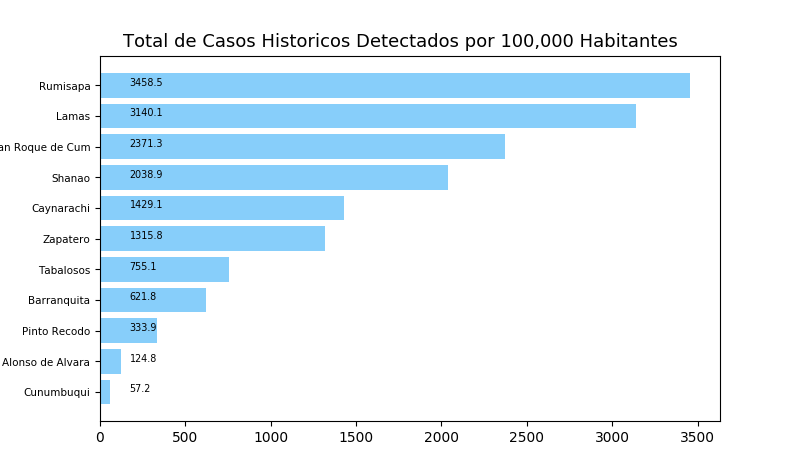 Total de Casos Historicos Detectados por 100,000 Habitantes
Rumisapa 3458.5
Lamas 3140.1
an Roque de Cum 2371.3
Shanao 2038.9
Caynarachi 1429.1
Zapatero 1315.8
Tabalosos 755.1
Barranquita 621.8
Pinto Recodo 333.9
Alonso de Alvara 124.8
Cunumbuqui 57.2
0 500 1000 1500 2000 2500 3000 3500